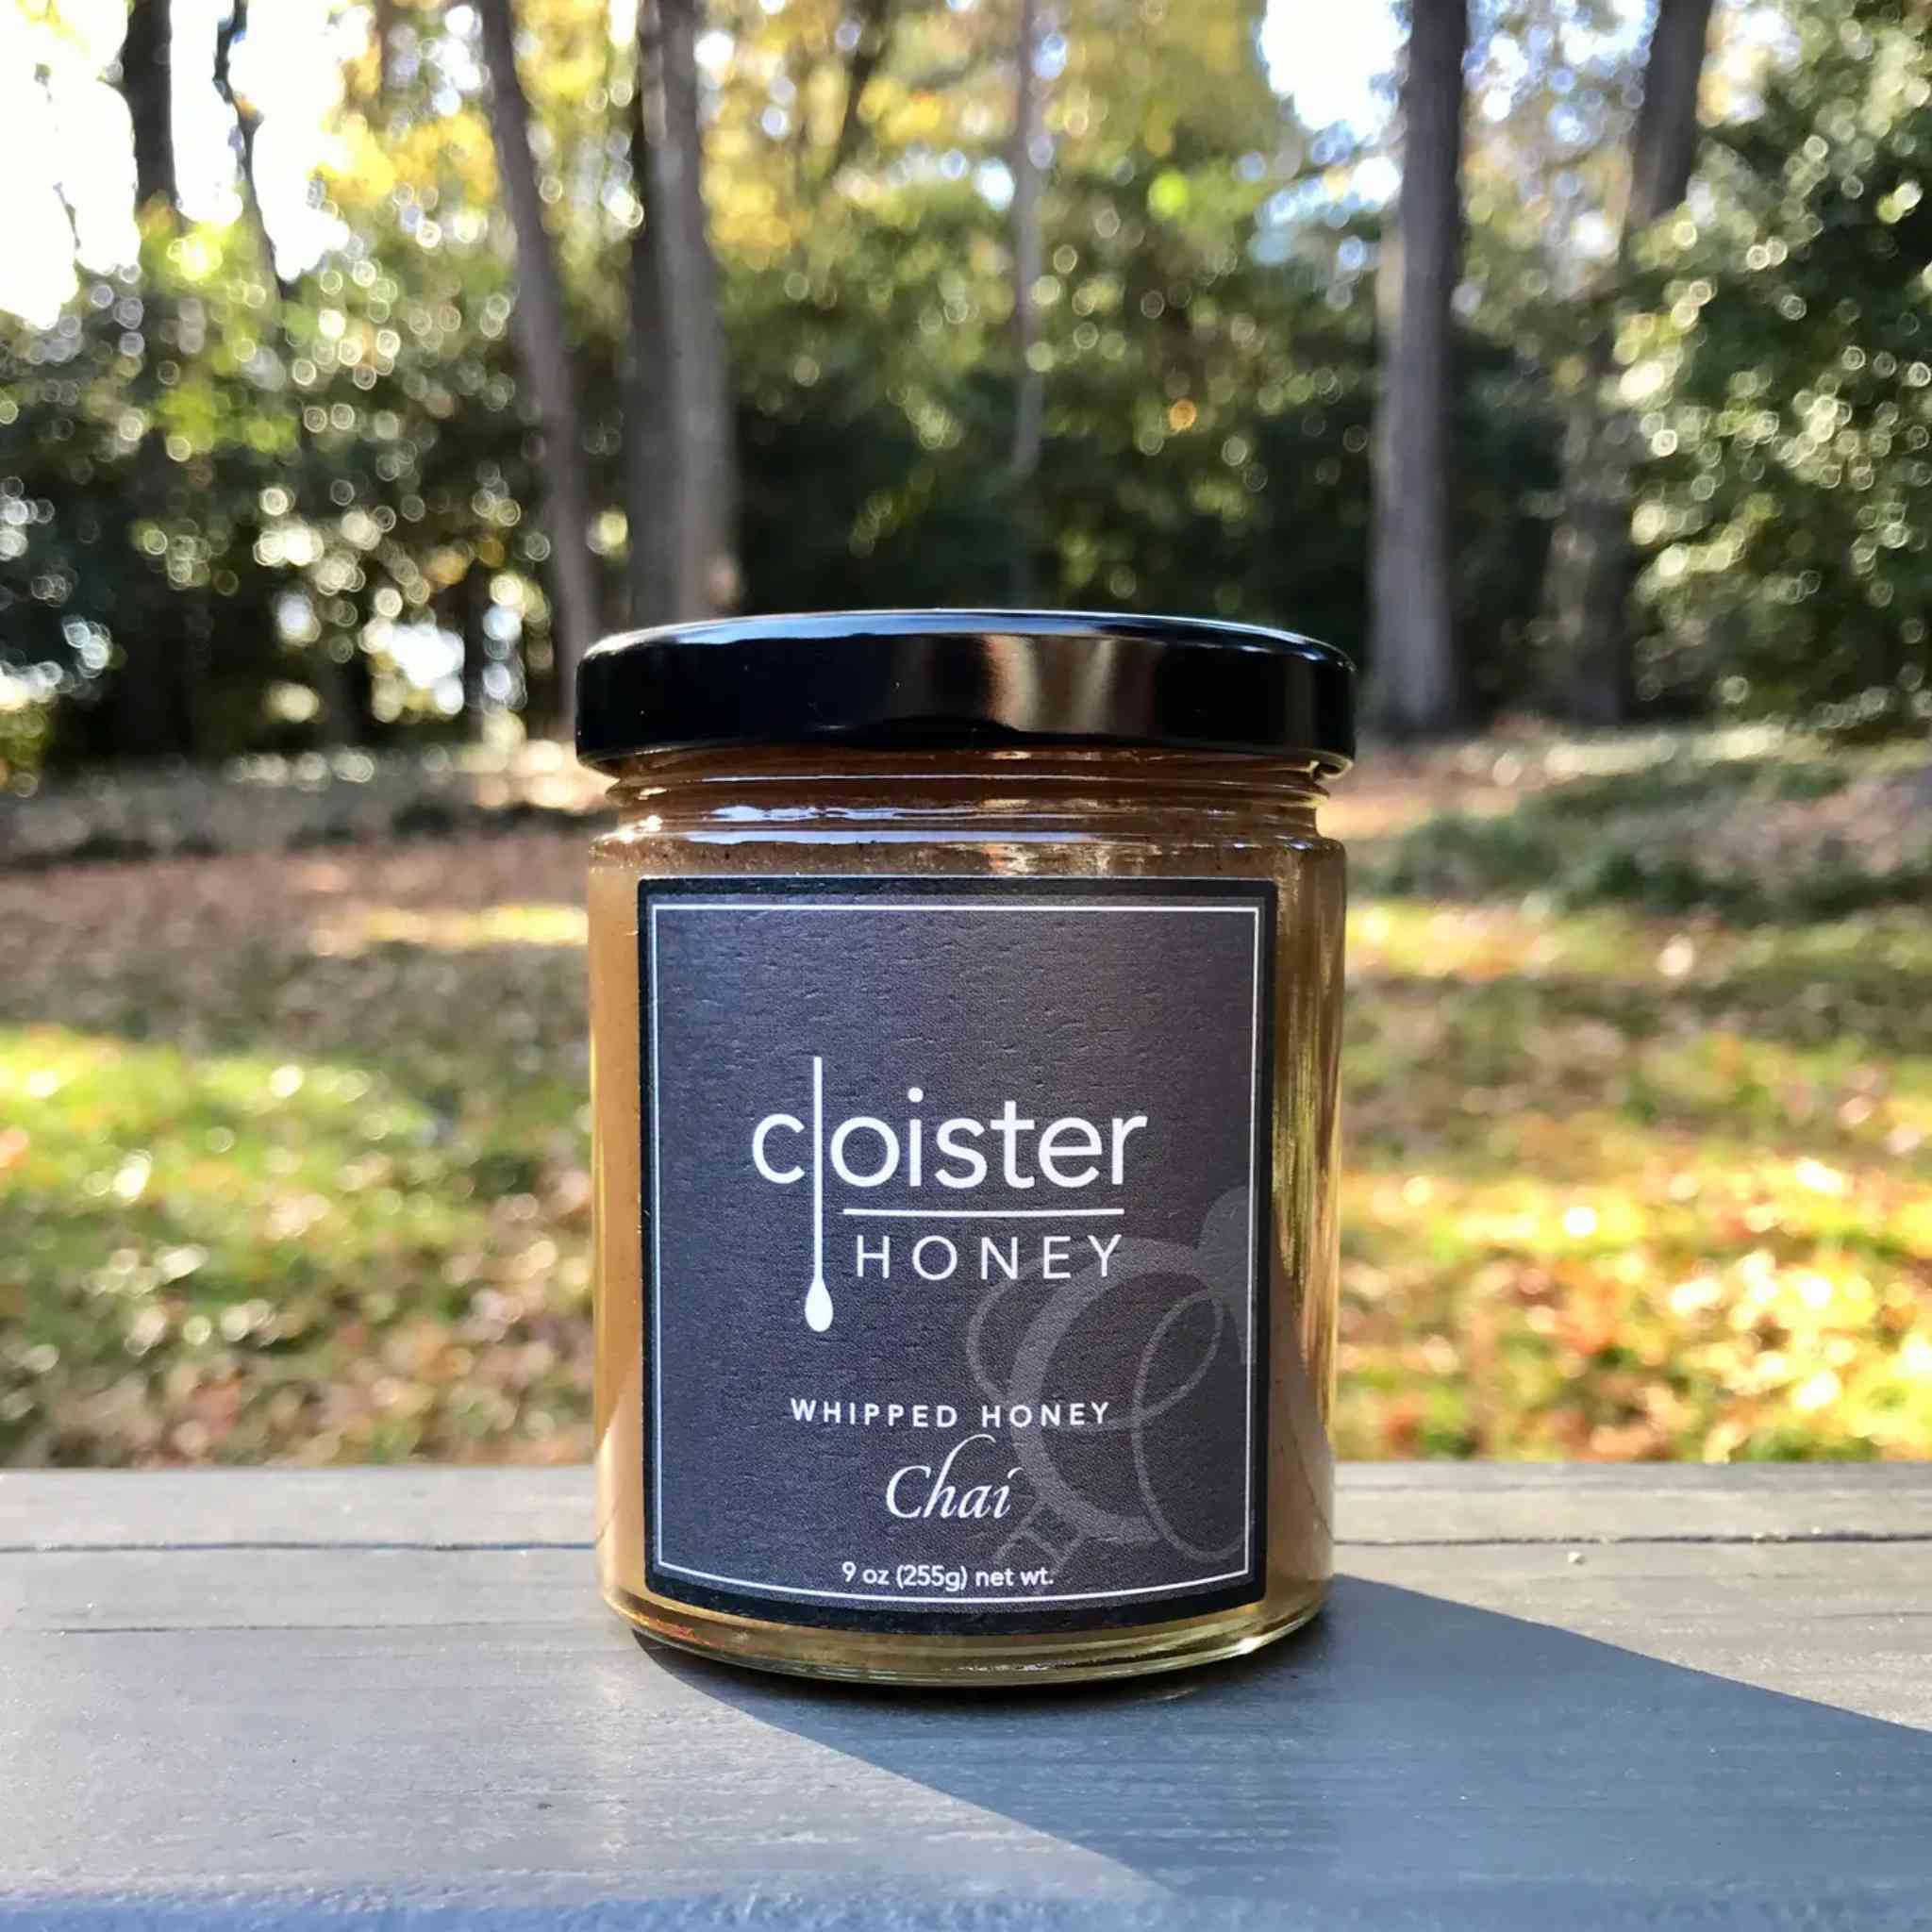 cloister
HONEY
WHIPPED HONEY
Chai
9 oz (255g) net wt.